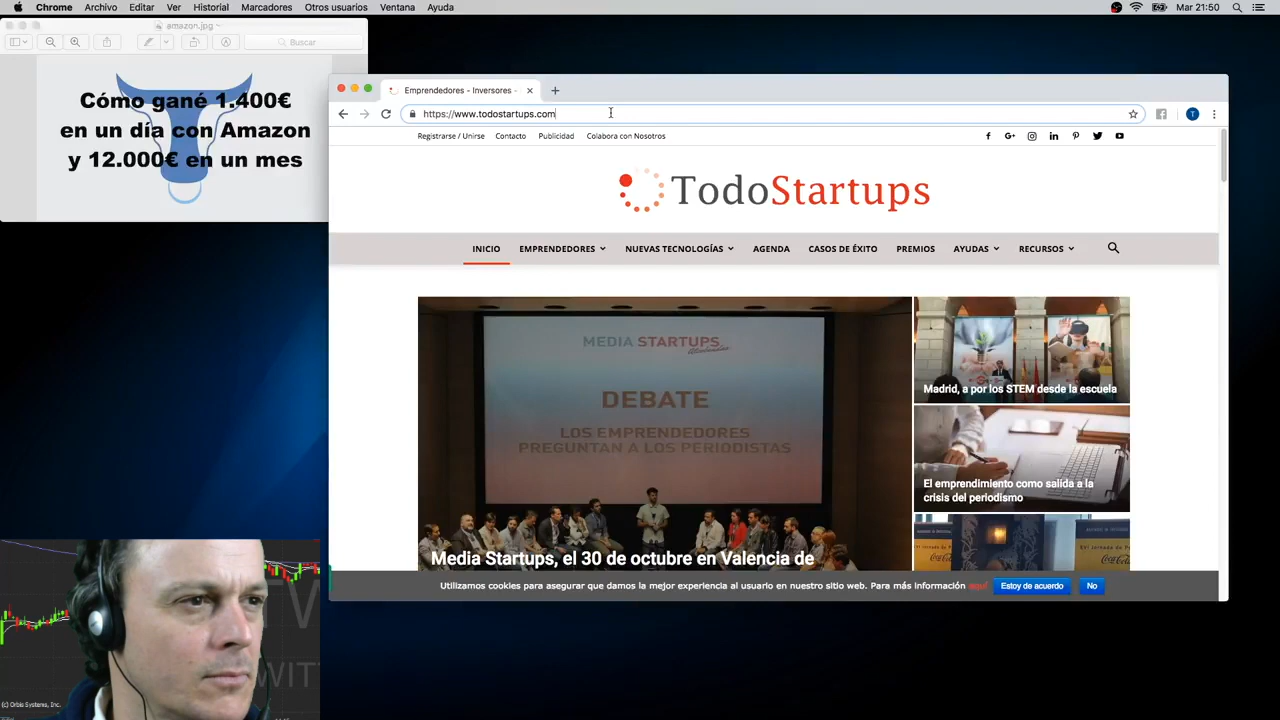 Chrome Archivo Editar Ver Historial Marcadores Otros usuarios Ventana Ayuda Mar 21:50
amazon.jpg
Buscar
Cómo gané 1.400€
en un día con Amazon
y 12.000€ en un mes
Emprendedores - Inversores -
https://www.todostartups.com
T
Registrarse / Unirse Contacto Publicidad Colabora con Nosotros
TodoStartups
INICIO EMPRENDEDORES NUEVAS TECNOLOGÍAS AGENDA CASOS DE ÉXITO PREMIOS AYUDAS RECURSOS
MEDIA STARTUPS
DEBATE
LOS EMPRENDEDORES
PREGUNTAN A LOS PERIODISTAS
Media Startups, el 30 de octubre en Valencia de
Madrid, a por los STEM desde la escuela
El emprendimiento como salida a la
crisis del periodismo
Utilizamos cookies para asegurar que damos la mejor experiencia al usuario en nuestro sitio web. Para más información aquí Estoy de acuerdo No
(c) Orbis Systems, Inc.